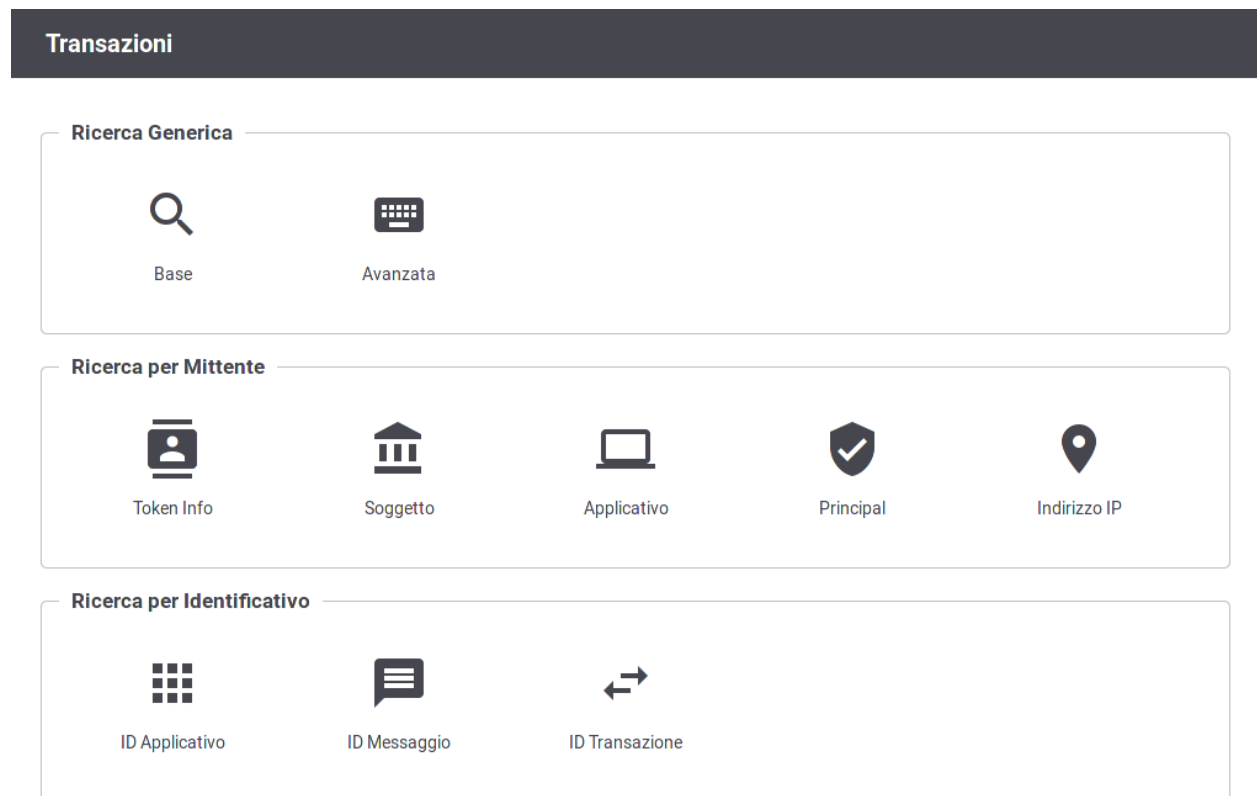 Transazioni
Ricerca Generica
Base
Avanzata
Ricerca per Mittente
Token Info
Soggetto
Applicativo
Principal
Indirizzo IP
Ricerca per Identificativo
ID Applicativo
ID Messaggio
ID Transazione